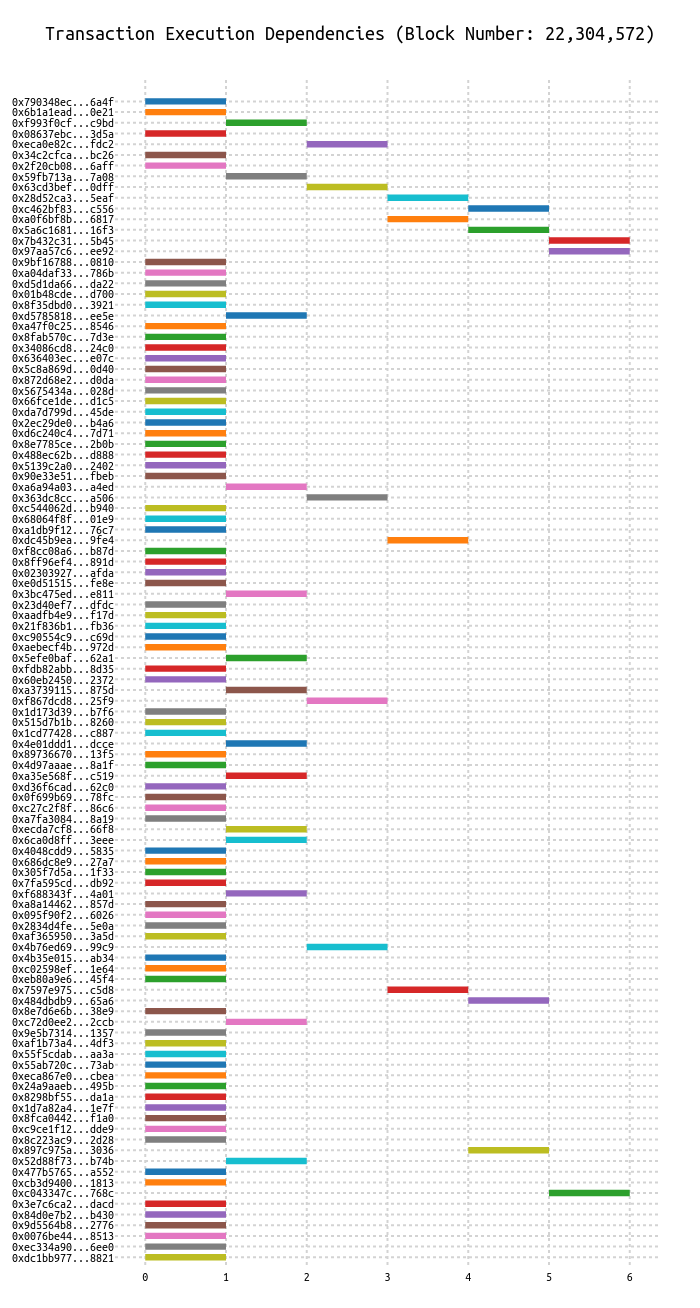 Transaction Execution Dependencies (Block Number: 22,304,572)
0x790348ec...6a4f
0x6b1a1ead...0e21
0xf993f0cf...c9bd
0x08637ebc...3d5a
0xeca0e82c...fdc2
0x34c2cfca...bc26
0x2f20cb08...6aff
0x59fb713a...7a08
0x63cd3bef...0dff
0x28d52ca3...5eaf
0xc462bf83...c556
0xa0f6bf8b...6817
0x5a6c1681...16f3
0x7b432c31...5b45
0x97aa57c6...ee92
0x9bf16788...0810
0xa04daf33...786b
0xd5d1da66...da22
0x01b48cde...d700
0x8f35dbd0...3921
0xd5785818...ee5e
0xa47f0c25...8546
0x8fab570c...7d3e
0x34086cd8...24c0
0x636403ec...e07c
0x5c8a869d...0d40
0x872d68e2...d0da
0x5675434a...028d
0x66fce1de...d1c5
0xda7d799d...45de
0x2ec29de0...b4a6
0xd6c240c4...7d71
0x8e7785ce...2b0b
0x488ec62b...d888
0x5139c2a0...2402
0x90e33e51...fbeb
0xa6a94a03...a4ed
0x363dc8cc...a506
0xc544062d...b940
0x68064f8f...01e9
0xa1db9f12...76c7
0xdc45b9ea...9fe4
0xf8cc08a6...b87d
0x8ff96ef4...891d
0x02303927...afda
0xe0d51515...fe8e
0x3bc475ed...e811
0x23d40ef7...dfdc
0xaadfb4e9...f17d
0x21f836b1...fb36
0xc90554c9...c69d
0xaebecf4b...972d
0x5efe0baf...62a1
0xfdb82abb...8d35
0x60eb2450...2372
0xa3739115...875d
0xf867dcd8...25f9
0x1d173d39...b7f6
0x515d7b1b...8260
0x1cd77428...c887
0x4e01ddd1...dcce
0x89736670...13f5
0x4d97aaae...8a1f
0xa35e568f...c519
0xd36f6cad...62c0
0x0f699b69...78fc
0xc27c2f8f...86c6
0xa7fa3084...8a19
0xecda7cf8...66f8
0x6ca0d8ff...3eee
0x4048cdd9...5835
0x686dc8e9...27a7
0x305f7d5a...1f33
0x7fa595cd...db92
0xf688343f...4a01
0xa8a14462...857d
0x095f90f2...6026
0x2834d4fe...5e0a
0xaf365950...3a5d
0x4b76ed69...99c9
0x4b35e015...ab34
0xc02598ef...1e64
0xeb80a9e6...45f4
0x7597e975...c5d8
0x484dbdb9...65a6
0x8e7d6e6b...38e9
0xc72d0ee2...2ccb
0x9e5b7314...1357
0xaf1b73a4...4df3
0x55f5cdab...aa3a
0x55ab720c...73ab
0xeca867e0...cbea
0x24a9aaeb...495b
0x8298bf55...da1a
0x1d7a82a4...1e7f
0x8fca0442...f1a0
0xc9ce1f12...dde9
0x8c223ac9...2d28
0x897c975a...3036
0x52d88f73...b74b
0x477b5765...a552
0xcb3d9400...1813
0xc043347c...768c
0x3e7c6ca2...dacd
0x84d0e7b2...b430
0x9d5564b8...2776
0x0076be44...8513
0xec334a90...6ee0
0xdc1bb977...8821
0 1 2 3 4 5 6